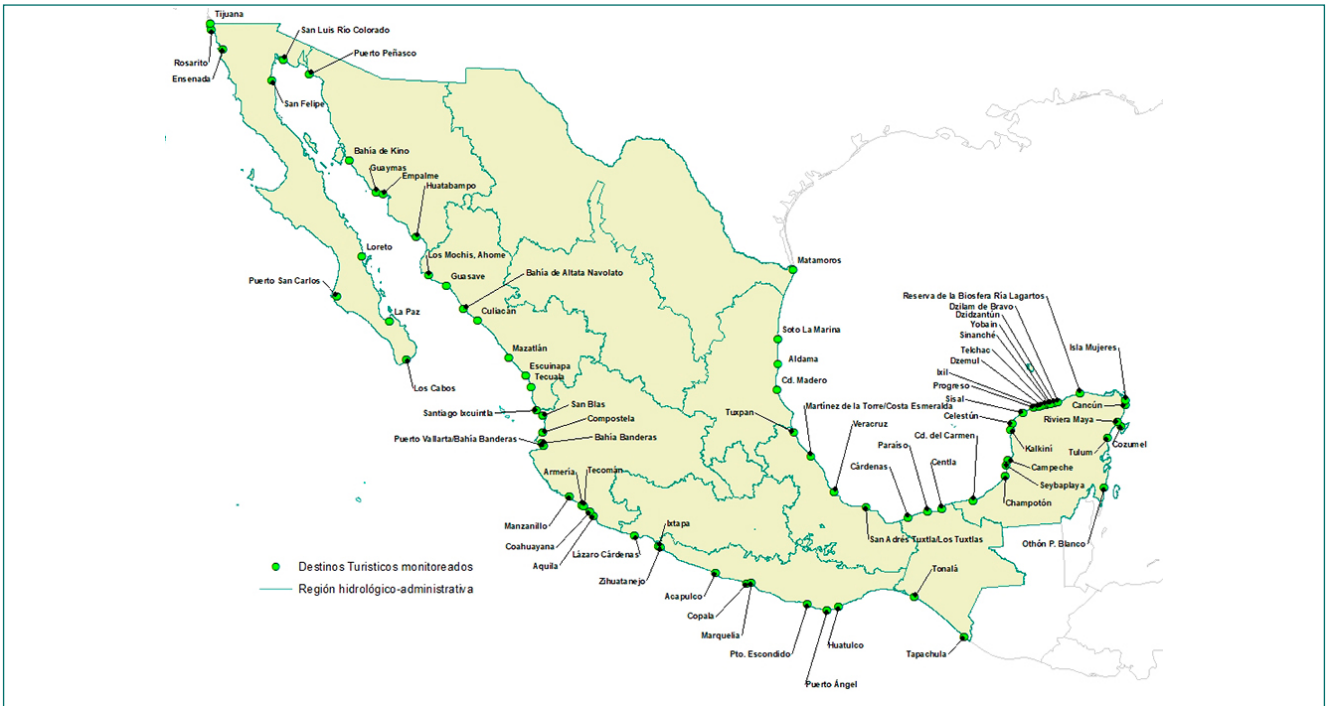 Tijuana
San Luis Río Colorado
Puerto Peñasco
Rosarito
Ensenada
San Felipe
Bahía de Kino
Guaymas
Empalme
Huatabampo
Loreto
Los Mochis, Ahome
Bahía de Altata Navolato
Matamoros
Puerto San Carlos
Guasave
La Paz
Culiacán
Reserva de la Biosfera Ría Lagartos
Dzilam de Bravo
Dzidzantún
Yobain
Sinanché
Telchac
Dzemul
Ixil
Progreso
Sisal
Celestún
Isla Mujeres
Soto La Marina
Aldama
Cd. Madero
Mazatlán
Escuinapa
Tecuala
Los Cabos
Santiago Ixcuintla
San Blas
Compostela
Puerto Vallarta/Bahía Banderas
Bahía Banderas
Tuxpan
Martínez de la Torre/Costa Esmeralda
Veracruz
Cancún
Riviera Maya
Cozumel
Tulum
Kalkiní
Campeche
Seybaplaya
Champotón
Cd. del Carmen
Paraíso
Centla
Cárdenas
Armería
Tecomán
Manzanillo
Coahuayana
Aquila
Ixtapa
Lázaro Cárdenas
Zihuatanejo
San Adrés Tuxtla/Los Tuxtlas
Othón P. Blanco
Destinos Turisticos monitoreados
Región hidrológico-administrativa
Acapulco
Copala
Marquelia
Tonalá
Pto. Escondido
Huatulco
Tapachula
Puerto Ángel